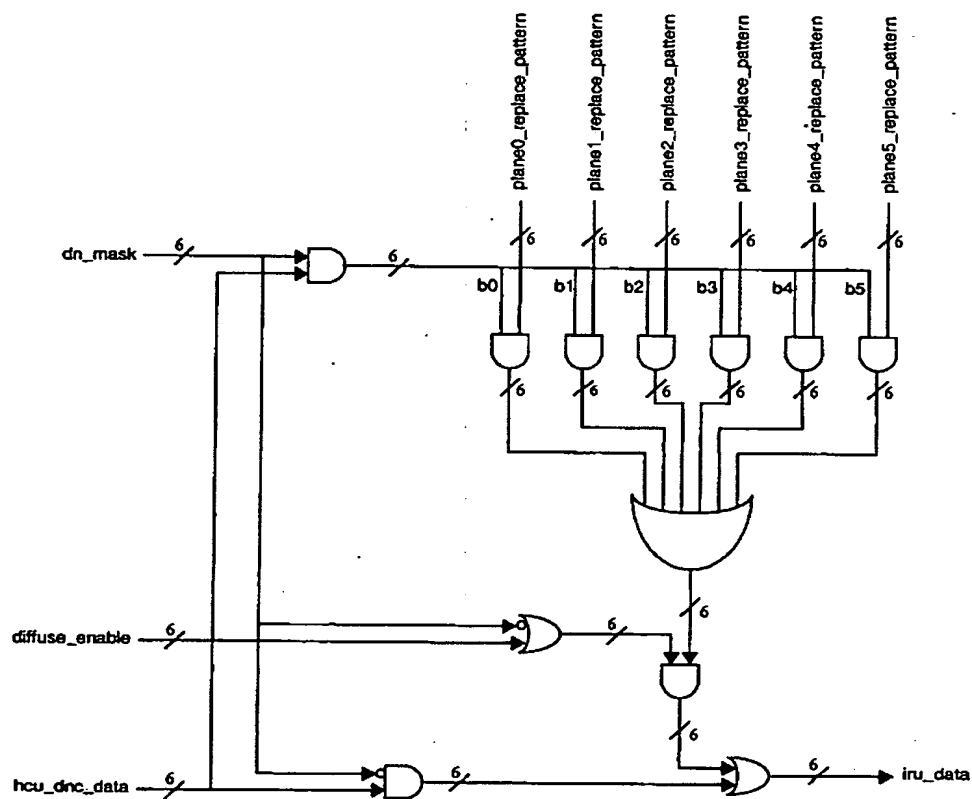 plane0_replace_pattern
plane1_replace_pattern
plane2_replace_pattern
plane3_replace_pattern
plane4_replace_pattern
plane5_replace_pattern
6 6 6 6 6 6
dn_mask 6 6
b0 b1 b2 b3 b4 b5
6 6 6 6 6 6
6
diffuse_enable 6 6
6
hcu_dnc_data 6 6 6 iru_data